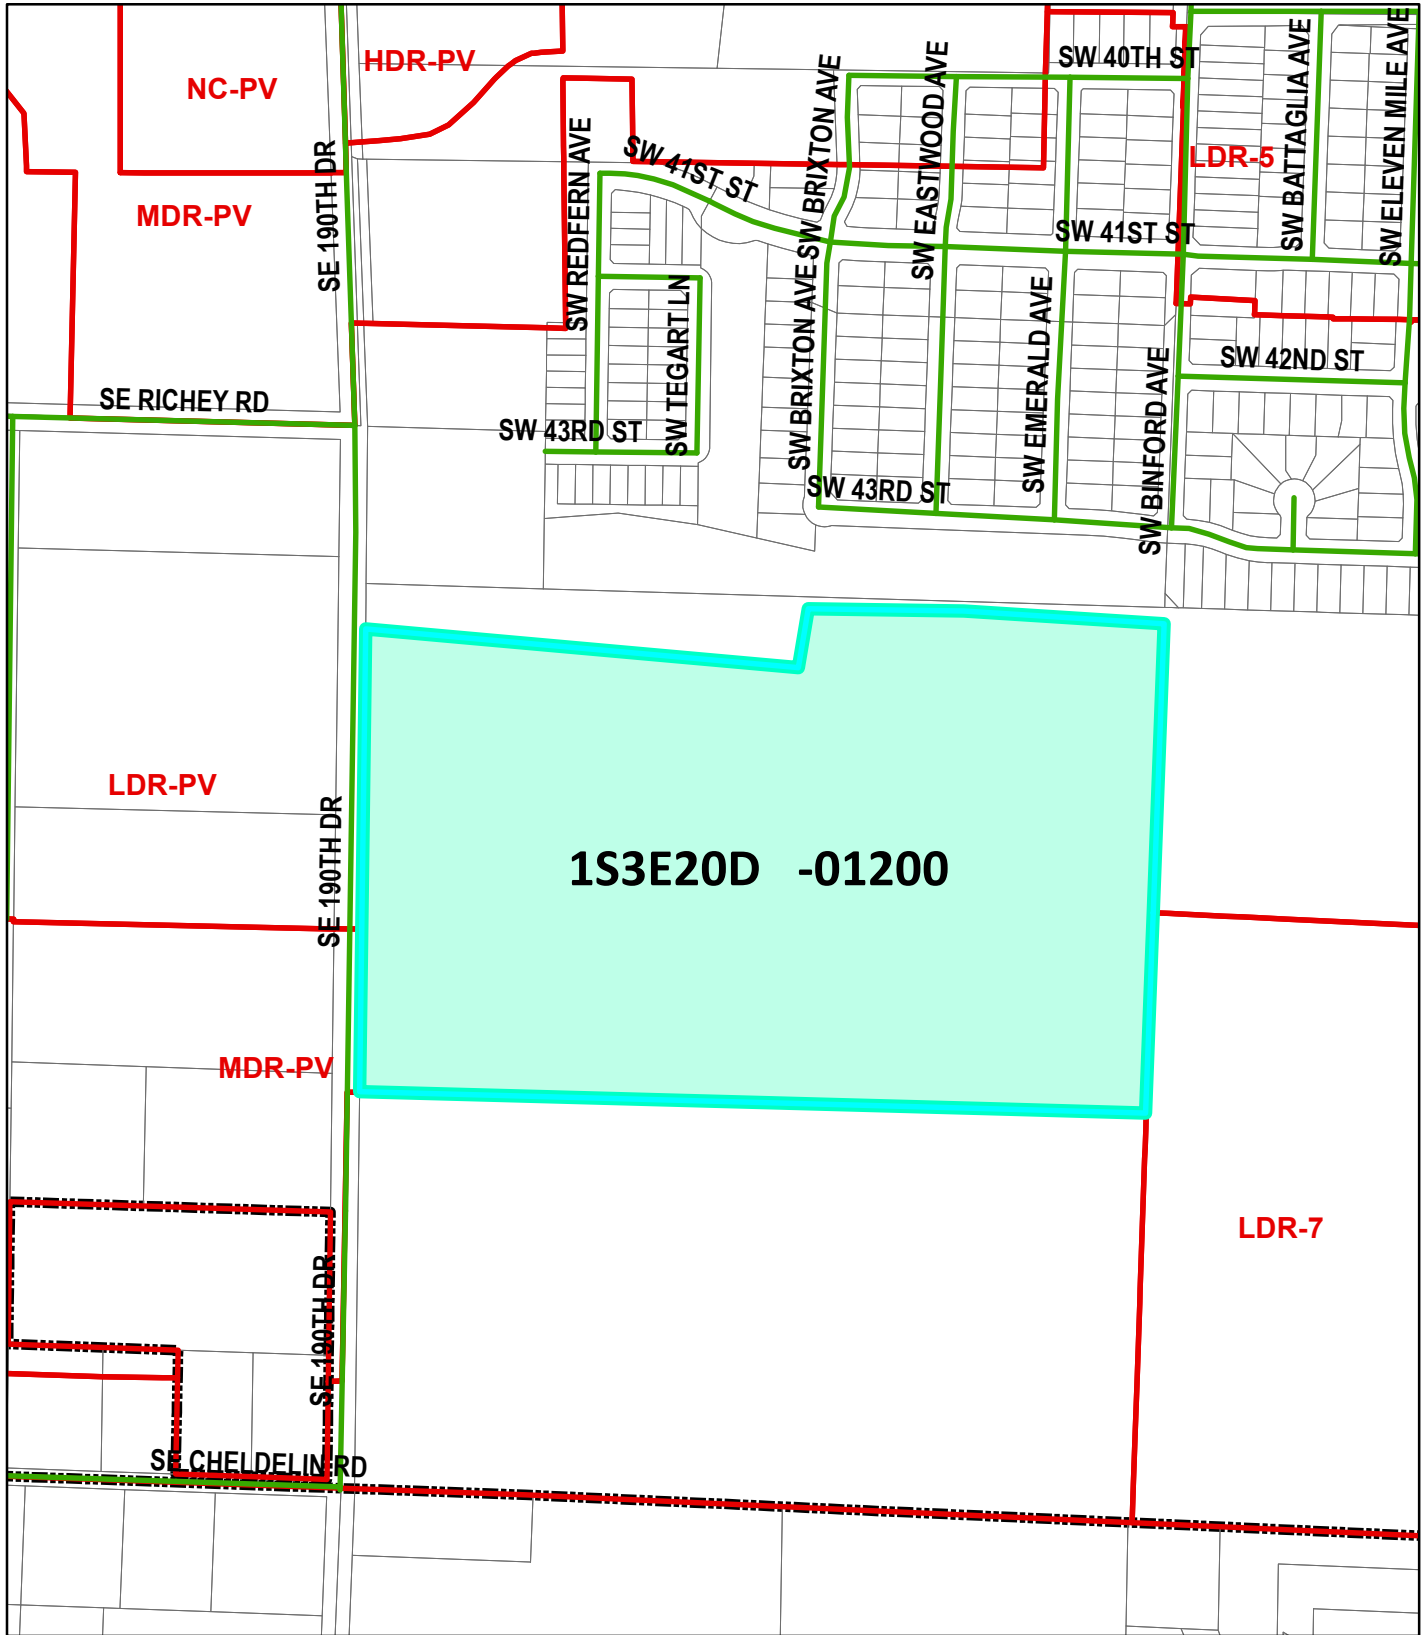 HDR-PV
NC-PV
SW 40TH ST
SW BATTAGLIA AVE
SW ELEVEN MILE AVE
SW BRIXTON AVE
SW EASTWOOD AVE
LDR-5
SE 190TH DR
MDR-PV
SW REDFERN AVE
SW 41ST ST
SW 41ST ST
SW BRIXTON AVE
SW TEGART LN
SW EMERALD AVE
SW BINFORD AVE
SW 42ND ST
SE RICHEY RD
SW 43RD ST
SW 43RD ST
LDR-PV
SE 190TH DR
1S3E20D -01200
MDR-PV
LDR-7
SE 190TH DR
SE CHELDELIN RD